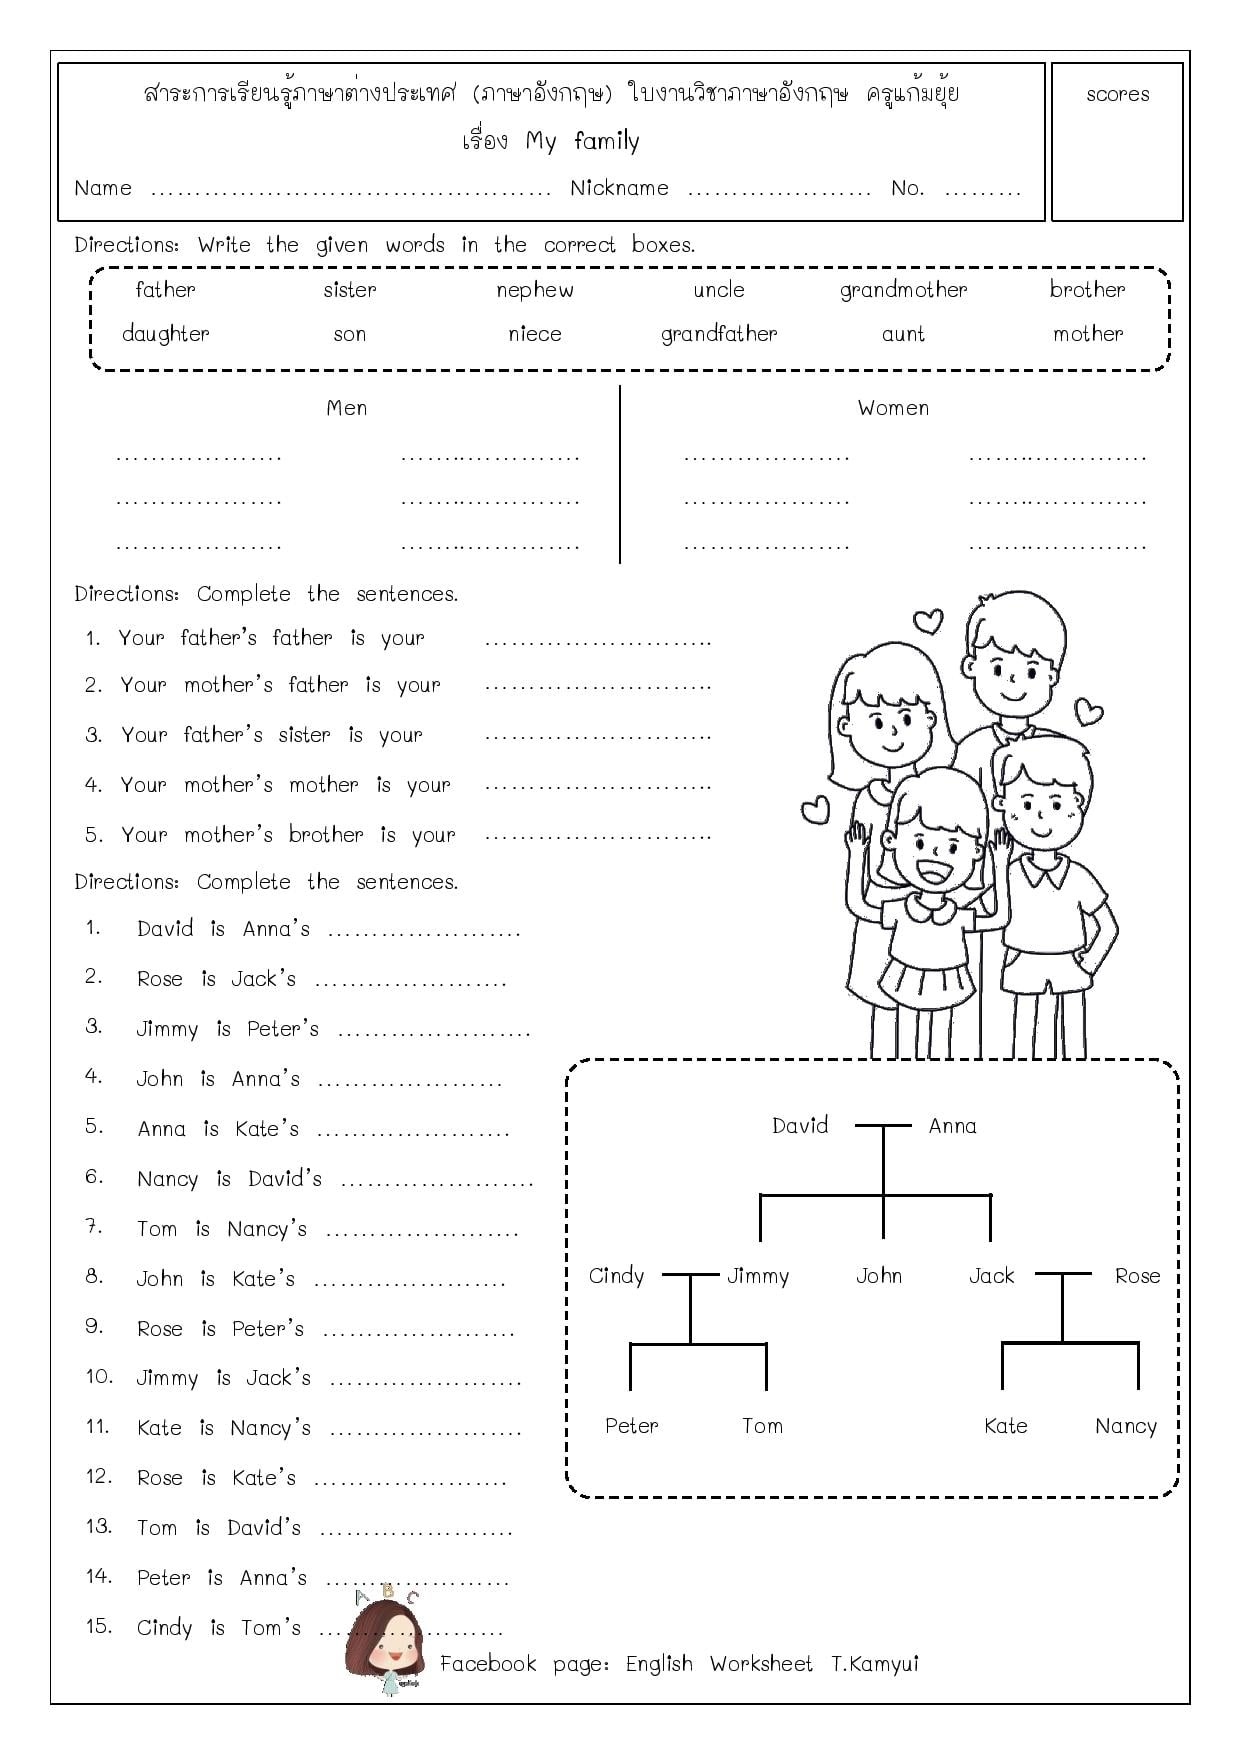 สาระการเรียนรู้ภาษาต่างประเทศ (ภาษาอังกฤษ) ใบงานวิชาภาษาอังกฤษ ครูแก้มยุ้ย
scores
เรื่อง My family
Name ………………………………………… Nickname ………………… No. ………
Directions: Write the given words in the correct boxes.
father sister nephew uncle grandmother brother
daughter son niece grandfather aunt mother
Men Women
………………. ……..…………. ………………. ……..………….
………………. ……..…………. ………………. ……..………….
………………. ……..…………. ………………. ……..………….
Directions: Complete the sentences.
1. Your father's father is your ……………………..
2. Your mother's father is your ……………………..
3. Your father's sister is your ……………………..
4. Your mother's mother is your ……………………..
5. Your mother's brother is your ……………………..
Directions: Complete the sentences.
1. David is Anna's ………………….
2. Rose is Jack's ………………….
3. Jimmy is Peter's ………………….
4. John is Anna's …………………
5. Anna is Kate's ………………….
6. Nancy is David's ………………….
7. Tom is Nancy's ………………….
8. John is Kate's ………………….
9. Rose is Peter's ………………….
10. Jimmy is Jack's ………………….
11. Kate is Nancy's ………………….
12. Rose is Kate's ………………….
13. Tom is David's ………………….
14. Peter is Anna's …………………
15. Cindy is Tom's …………………
David Anna
Cindy Jimmy John Jack Rose
Peter Tom Kate Nancy
A B C
Facebook page: English Worksheet T.Kamyui